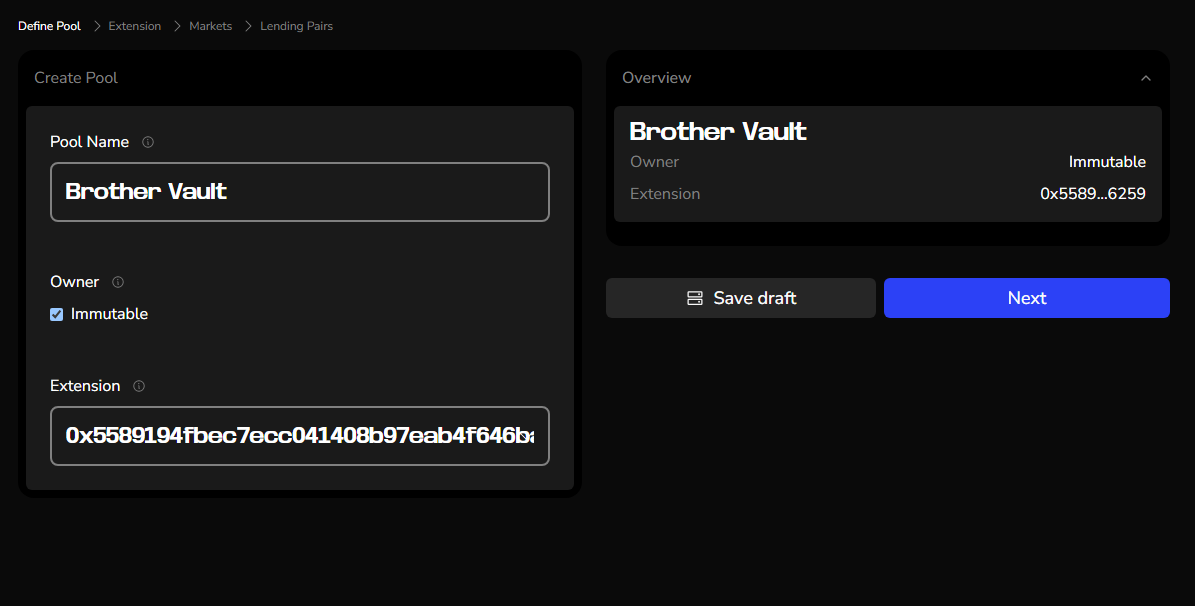 Define Pool > Extension > Markets > Lending Pairs
Create Pool
Pool Name
Brother Vault
Owner
Immutable
Extension
0x5589194fbec7ecc041408b97eab4f646b
Overview
Brother Vault
Owner Immutable
Extension 0x5589...6259
Save draft
Next